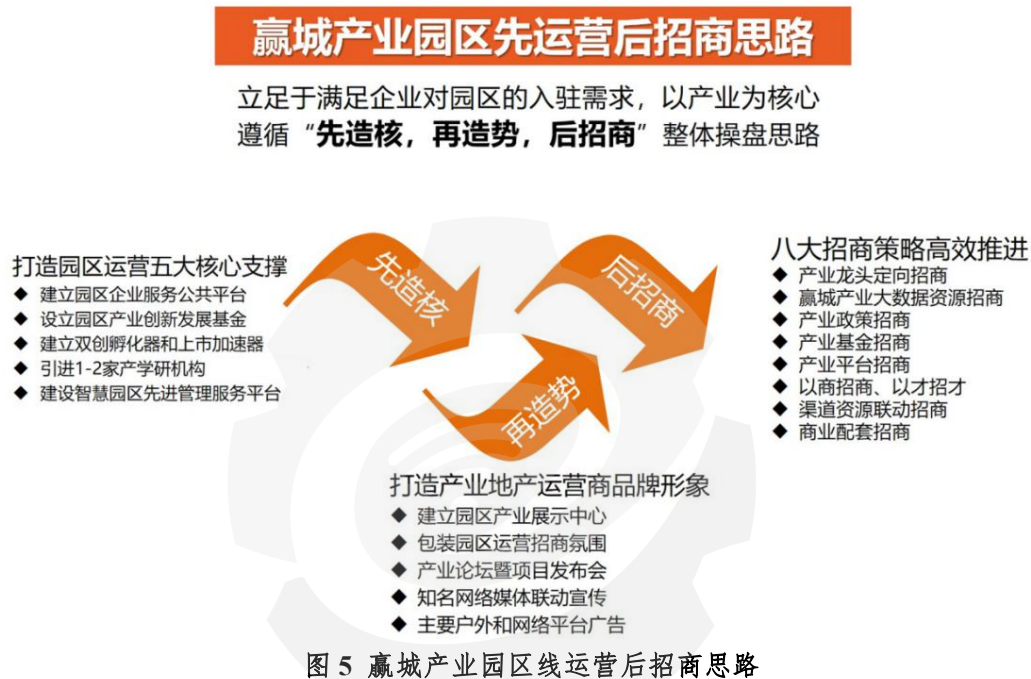 赢城产业园区先运营后招商思路
立足于满足企业对园区的入驻需求，以产业为核心
遵循“先造核，再造势，后招商”整体操盘思路
先造核
打造园区运营五大核心支撑
◆ 建立园区企业服务公共平台
◆ 设立园区产业创新发展基金
◆ 建立双创孵化器和上市加速器
◆ 引进1-2家产学研机构
◆ 建设智慧园区先进管理服务平台
再造势
打造产业地产运营商品牌形象
◆ 建立园区产业展示中心
◆ 包装园区运营招商氛围
◆ 产业论坛暨项目发布会
◆ 知名网络媒体联动宣传
◆ 主要户外和网络平台广告
后招商
八大招商策略高效推进
◆ 产业龙头定向招商
◆ 赢城产业大数据资源招商
◆ 产业政策招商
◆ 产业基金招商
◆ 产业平台招商
◆ 以商招商、以才招才
◆ 渠道资源联动招商
◆ 商业配套招商
图 5 赢城产业园区线运营后招商思路